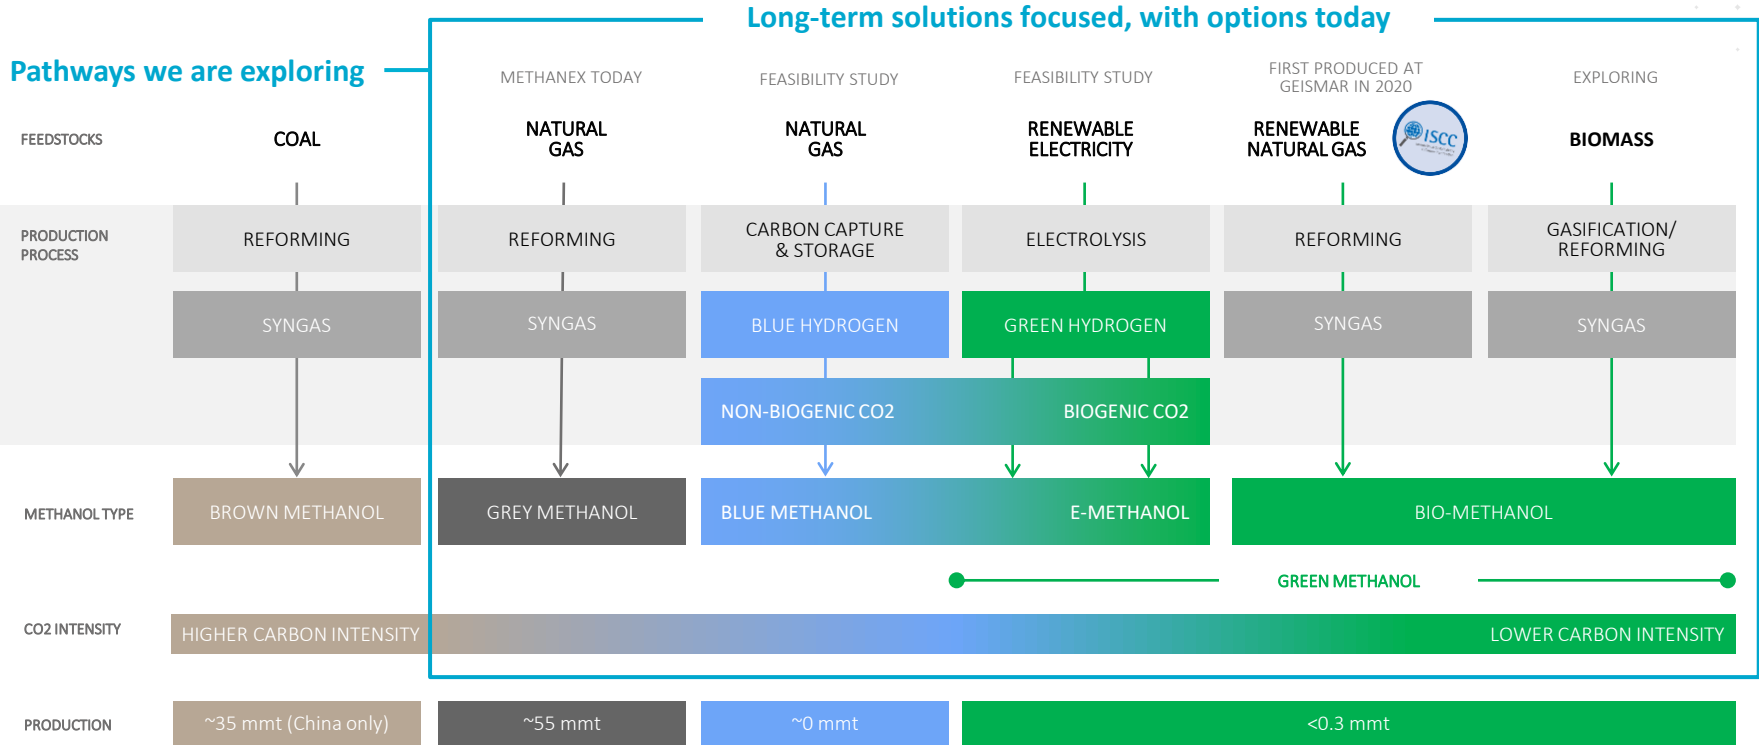 Long-term solutions focused, with options today
Pathways we are exploring
METHANEX TODAY
FEASIBILITY STUDY
FEASIBILITY STUDY
FIRST PRODUCED AT
GEISMAR IN 2020
EXPLORING
FEEDSTOCKS
COAL
NATURAL
GAS
NATURAL
GAS
RENEWABLE
ELECTRICITY
RENEWABLE
NATURAL GAS
ISCC
BIOMASS
PRODUCTION
PROCESS
REFORMING
REFORMING
CARBON CAPTURE
& STORAGE
ELECTROLYSIS
REFORMING
GASIFICATION/
REFORMING
SYNGAS
SYNGAS
BLUE HYDROGEN
GREEN HYDROGEN
SYNGAS
SYNGAS
NON-BIOGENIC CO2
BIOGENIC CO2
METHANOL TYPE
BROWN METHANOL
GREY METHANOL
BLUE METHANOL
E-METHANOL
BIO-METHANOL
GREEN METHANOL
CO2 INTENSITY
HIGHER CARBON INTENSITY
LOWER CARBON INTENSITY
PRODUCTION
~35 mmt (China only)
~55 mmt
~0 mmt
<0.3 mmt